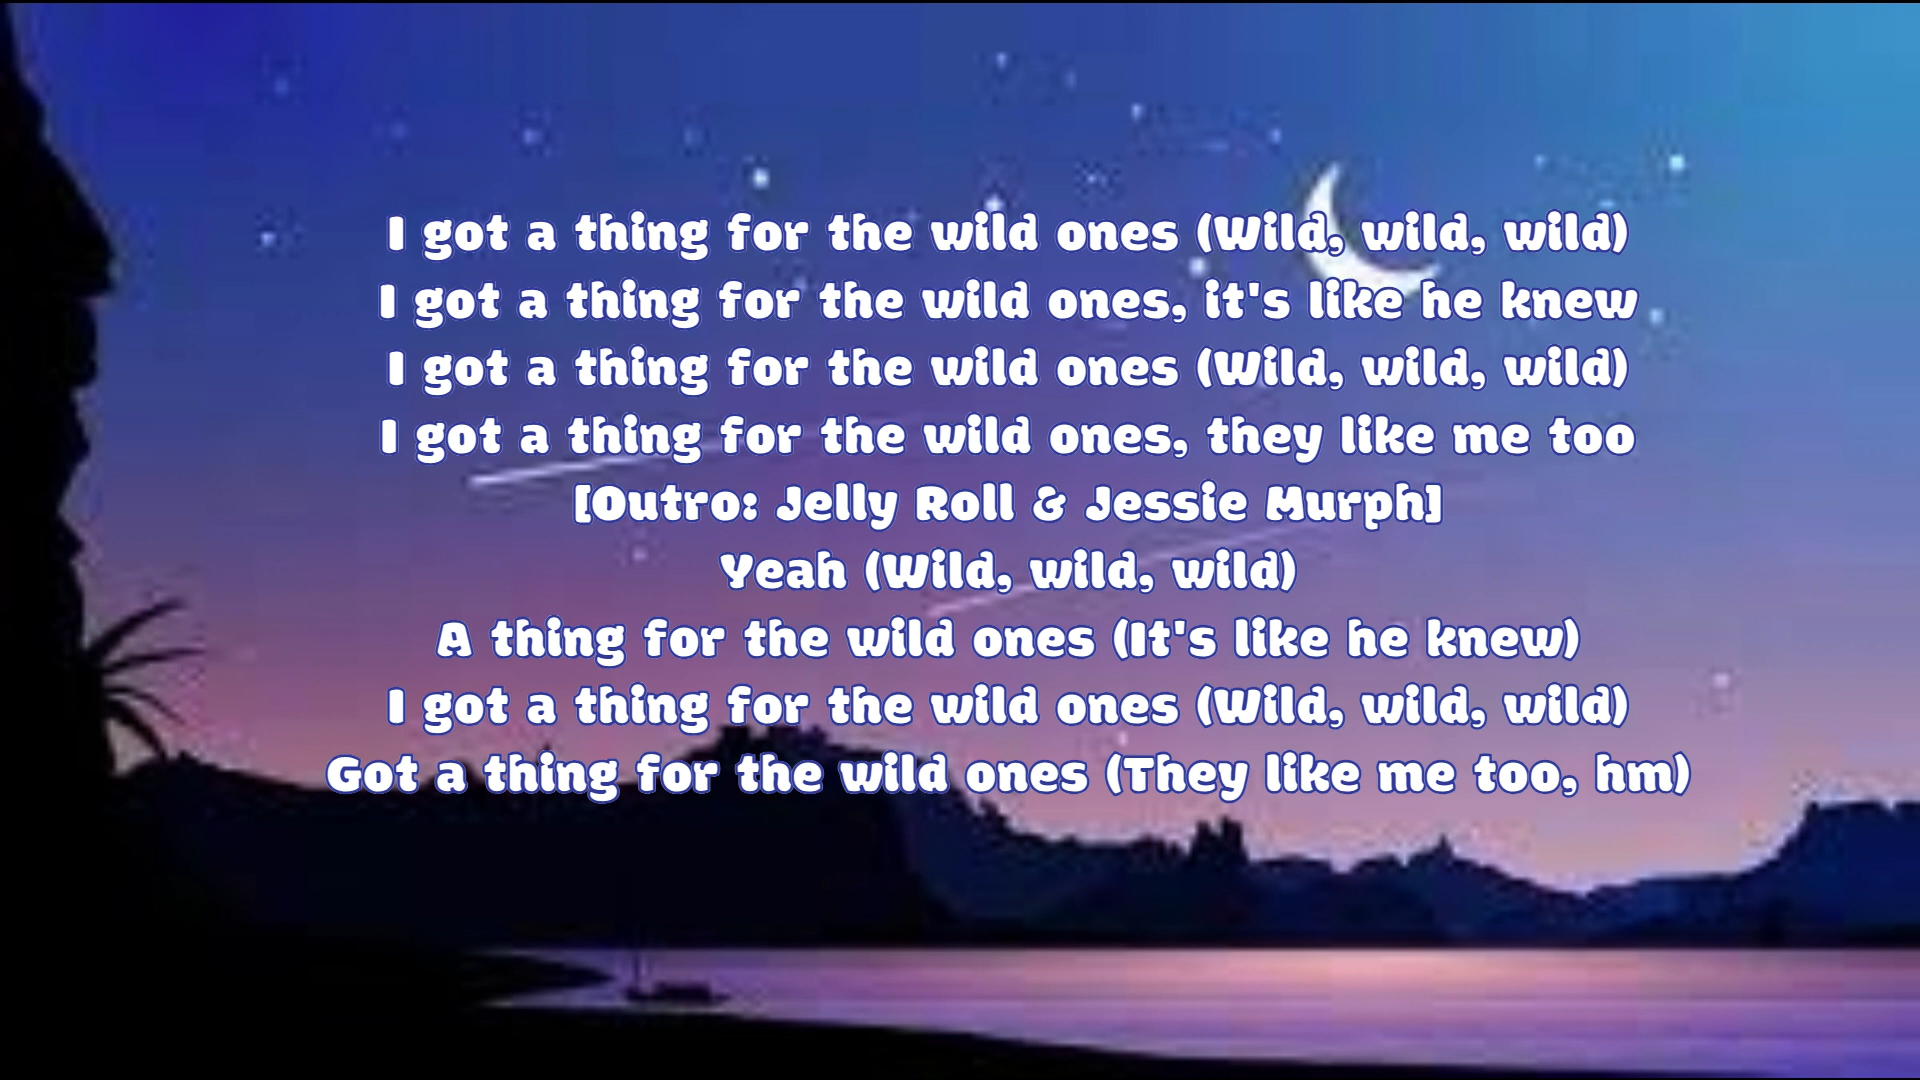 I got a thing for the wild ones (Wild, wild, wild)
I got a thing for the wild ones, it's like he knew
I got a thing for the wild ones (Wild, wild, wild)
I got a thing for the wild ones, they like me too
[Outro: Jelly Roll & Jessie Murph]
Yeah (Wild, wild, wild)
A thing for the wild ones (It's like he knew)
I got a thing for the wild ones (Wild, wild, wild)
Got a thing for the wild ones (They like me too, hm)